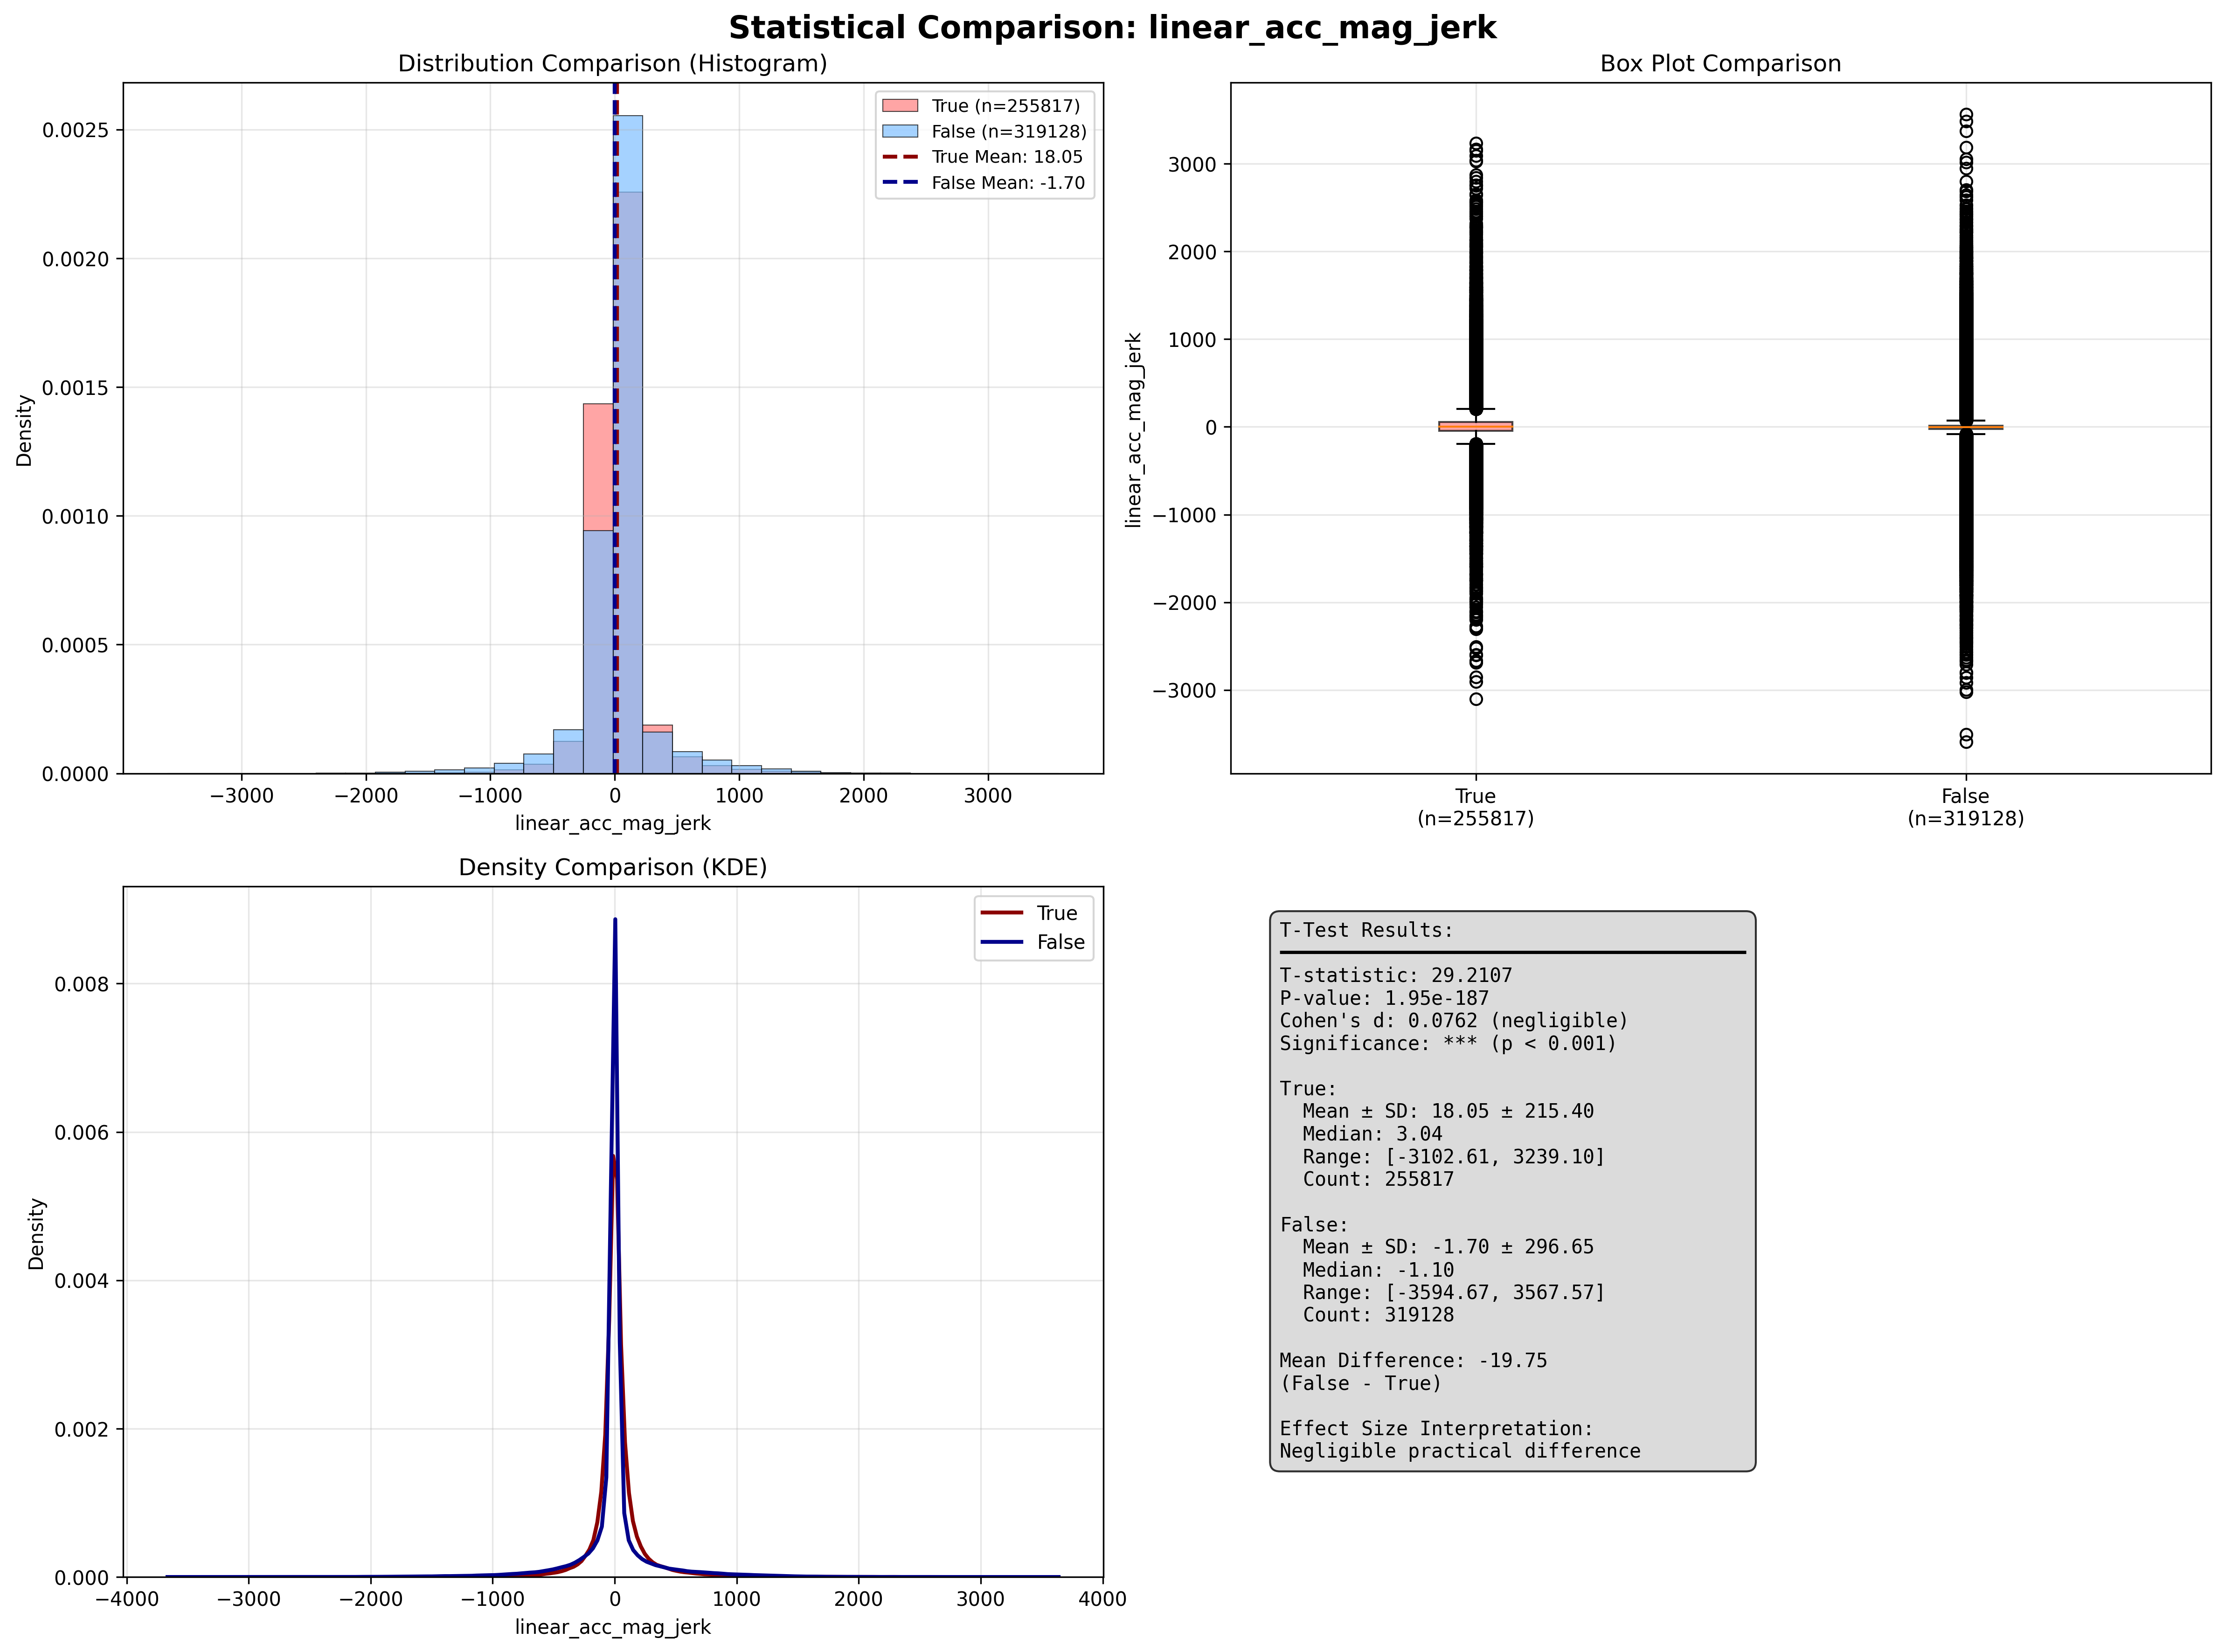 Statistical Comparison: linear_acc_mag_jerk
Distribution Comparison (Histogram)
Density
0.0025
0.0020
0.0015
0.0010
0.0005
0.0000
−3000
−2000
−1000
0
1000
2000
3000
linear_acc_mag_jerk
True (n=255817)
False (n=319128)
True Mean: 18.05
False Mean: -1.70
Box Plot Comparison
linear_acc_mag_jerk
3000
2000
1000
0
−1000
−2000
−3000
True
(n=255817)
False
(n=319128)
Density Comparison (KDE)
Density
0.008
0.006
0.004
0.002
0.000
−4000
−3000
−2000
−1000
0
1000
2000
3000
4000
linear_acc_mag_jerk
True
False
T-Test Results:
T-statistic: 29.2107
P-value: 1.95e-187
Cohen's d: 0.0762 (negligible)
Significance: *** (p < 0.001)
True:
Mean ± SD: 18.05 ± 215.40
Median: 3.04
Range: [-3102.61, 3239.10]
Count: 255817
False:
Mean ± SD: -1.70 ± 296.65
Median: -1.10
Range: [-3594.67, 3567.57]
Count: 319128
Mean Difference: -19.75
(False - True)
Effect Size Interpretation:
Negligible practical difference